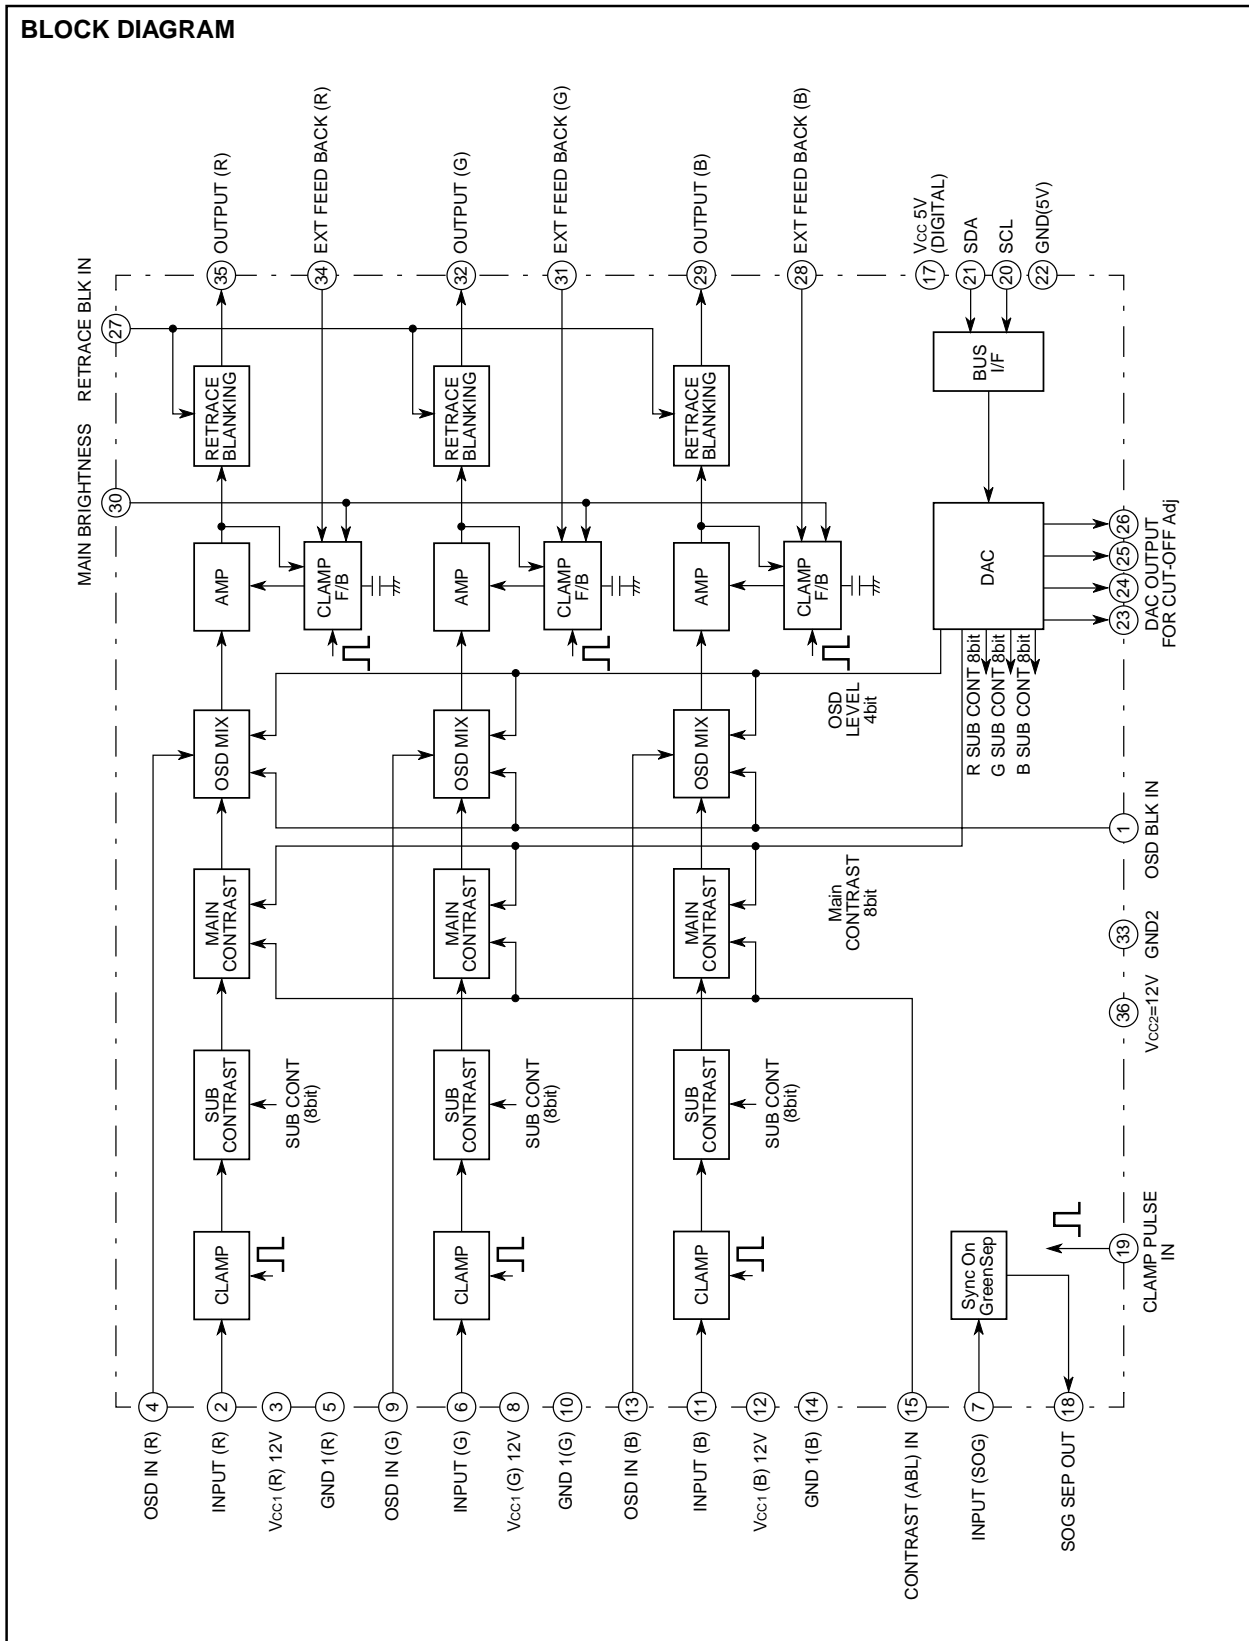 BLOCK DIAGRAM
MAIN BRIGHTNESS
RETRACE BLK IN
30
27
OUTPUT (R)
EXT FEED BACK (R)
OUTPUT (G)
EXT FEED BACK (G)
OUTPUT (B)
EXT FEED BACK (B)
VCC 5V
(DIGITAL)
SDA
SCL
GND(5V)
35
34
32
31
29
28
17
21
20
22
RETRACE
BLANKING
RETRACE
BLANKING
RETRACE
BLANKING
BUS
I/F
AMP
CLAMP
F/B
AMP
CLAMP
F/B
AMP
CLAMP
F/B
DAC
26
25
24
23
DAC OUTPUT
FOR CUT-OFF Adj
OSD MIX
OSD MIX
OSD MIX
OSD
LEVEL
4bit
R SUB CONT 8bit
G SUB CONT 8bit
B SUB CONT 8bit
1
OSD BLK IN
MAIN
CONTRAST
MAIN
CONTRAST
MAIN
CONTRAST
Main
CONTRAST
8bit
33
GND2
36
VCC2=12V
SUB
CONTRAST
SUB CONT
(8bit)
SUB
CONTRAST
SUB CONT
(8bit)
SUB
CONTRAST
SUB CONT
(8bit)
CLAMP
CLAMP
CLAMP
Sync On
GreenSep
19
CLAMP PULSE
IN
4
2
3
5
9
6
8
10
13
11
12
14
15
7
18
OSD IN (R)
INPUT (R)
VCC1 (R) 12V
GND 1(R)
OSD IN (G)
INPUT (G)
VCC1 (G) 12V
GND 1(G)
OSD IN (B)
INPUT (B)
VCC1 (B) 12V
GND 1(B)
CONTRAST (ABL) IN
INPUT (SOG)
SOG SEP OUT